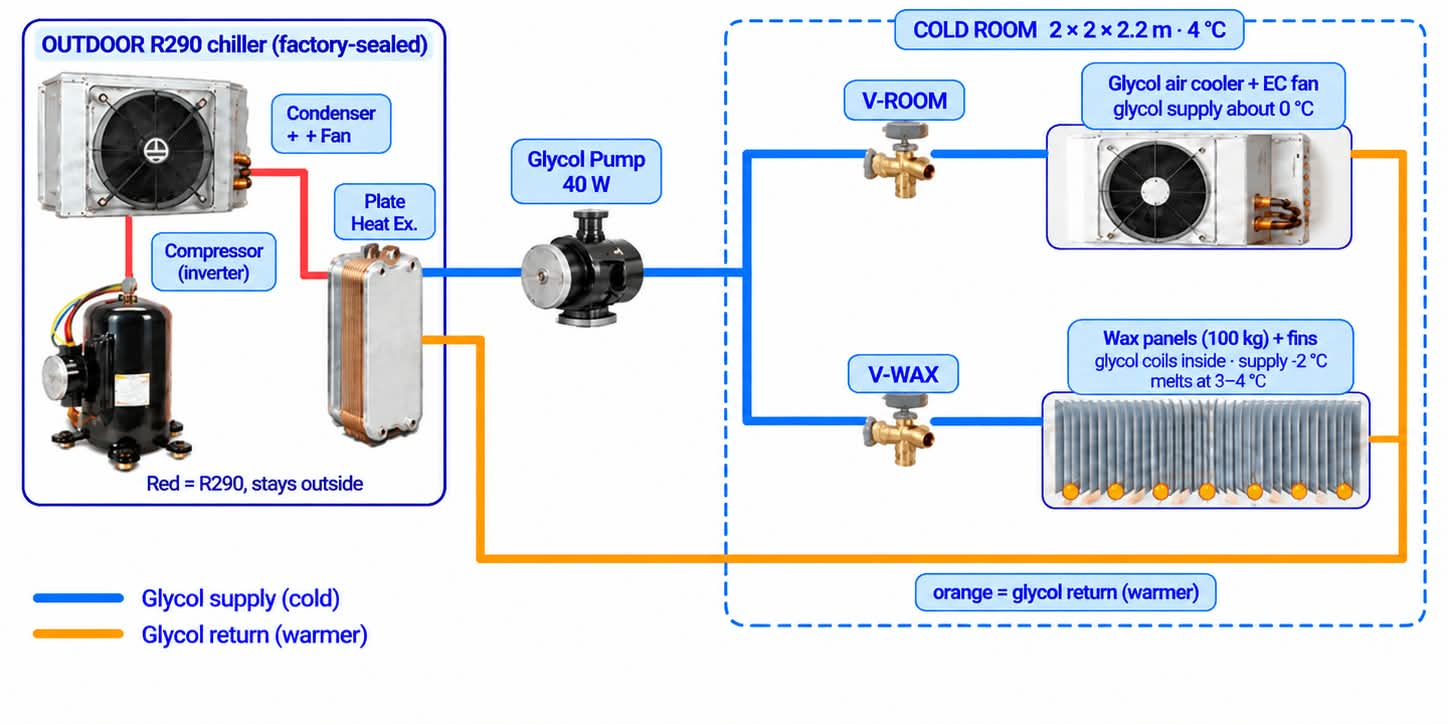 OUTDOOR R290 chiller (factory-sealed)
Condenser
+ + Fan
Compressor
(inverter)
Plate
Heat Ex.
Red = R290, stays outside
Glycol Pump
40 W
COLD ROOM 2 × 2 × 2.2 m · 4 °C
V-ROOM
Glycol air cooler + EC fan
glycol supply about 0 °C
V-WAX
Wax panels (100 kg) + fins
glycol coils inside · supply -2 °C
melts at 3–4 °C
orange = glycol return (warmer)
Glycol supply (cold)
Glycol return (warmer)